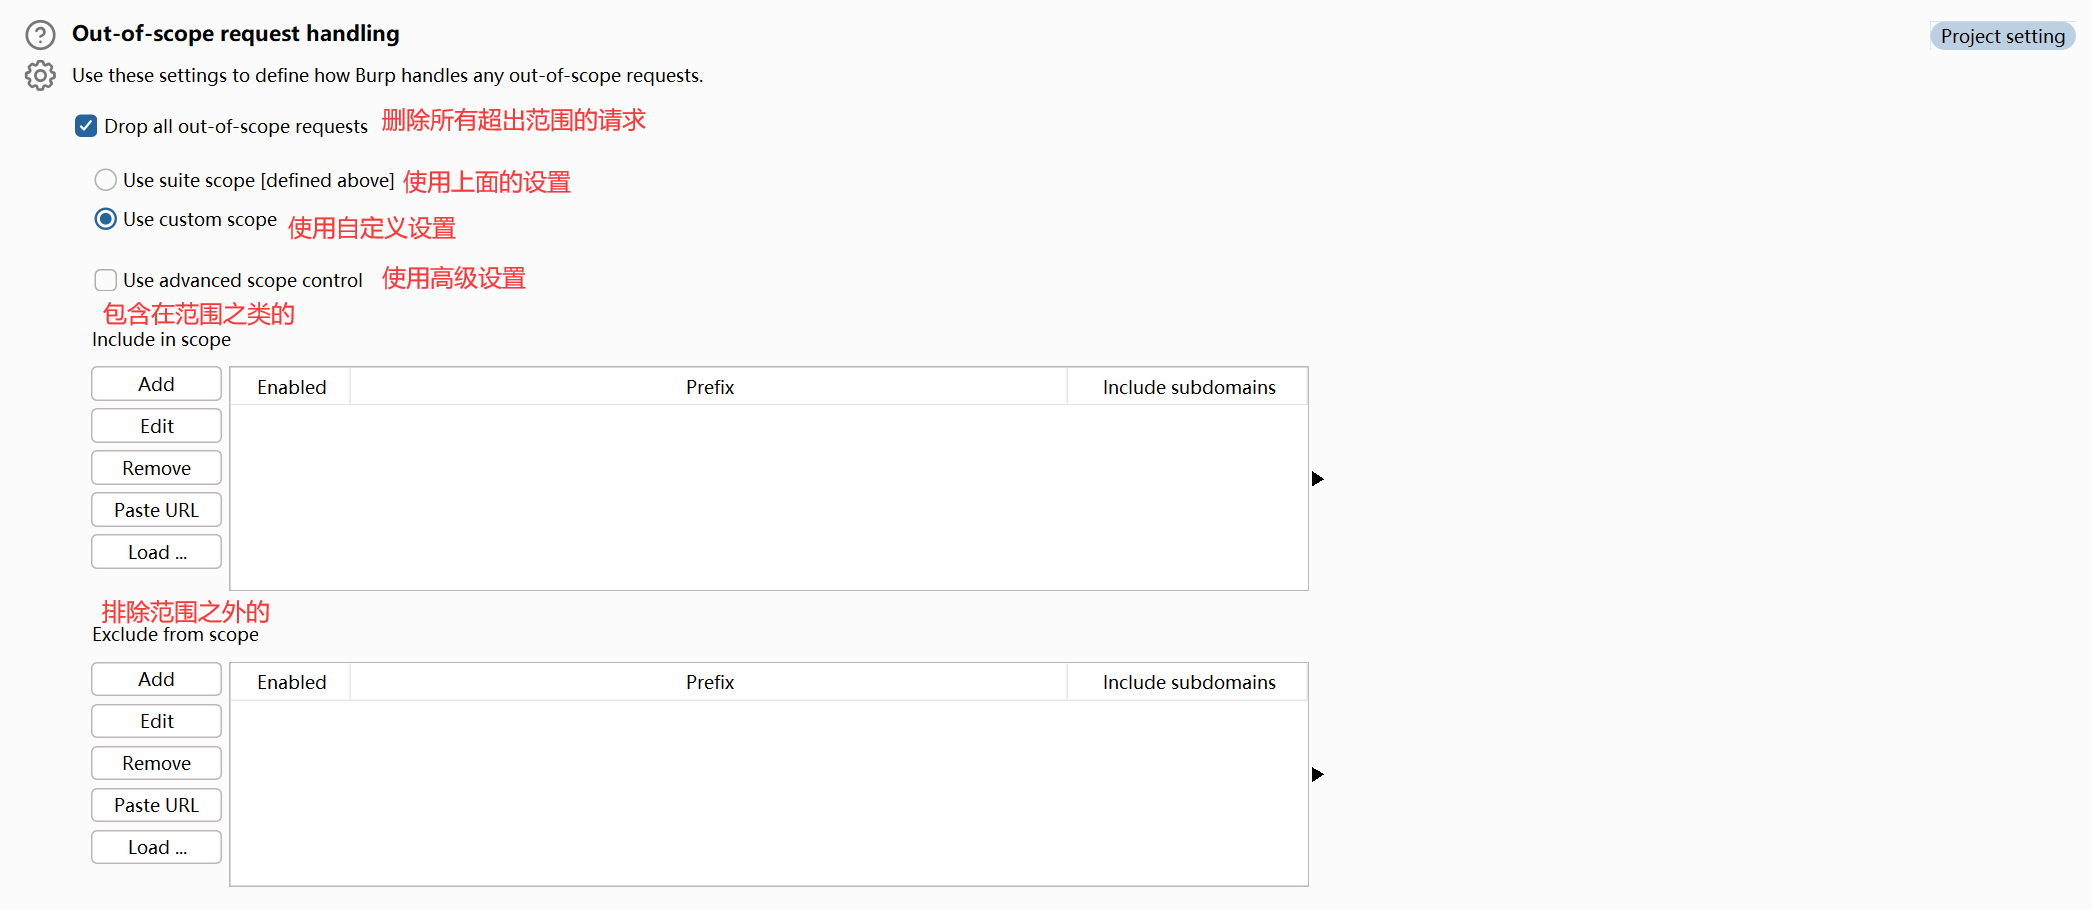 Out-of-scope request handling
Project setting
Use these settings to define how Burp handles any out-of-scope requests.
Drop all out-of-scope requests 删除所有超出范围的请求
Use suite scope [defined above] 使用上面的设置
Use custom scope 使用自定义设置
Use advanced scope control 使用高级设置
包含在范围之类的
Include in scope
Add
Edit
Remove
Paste URL
Load ...
Enabled Prefix Include subdomains
排除范围之外的
Exclude from scope
Add
Edit
Remove
Paste URL
Load ...
Enabled Prefix Include subdomains